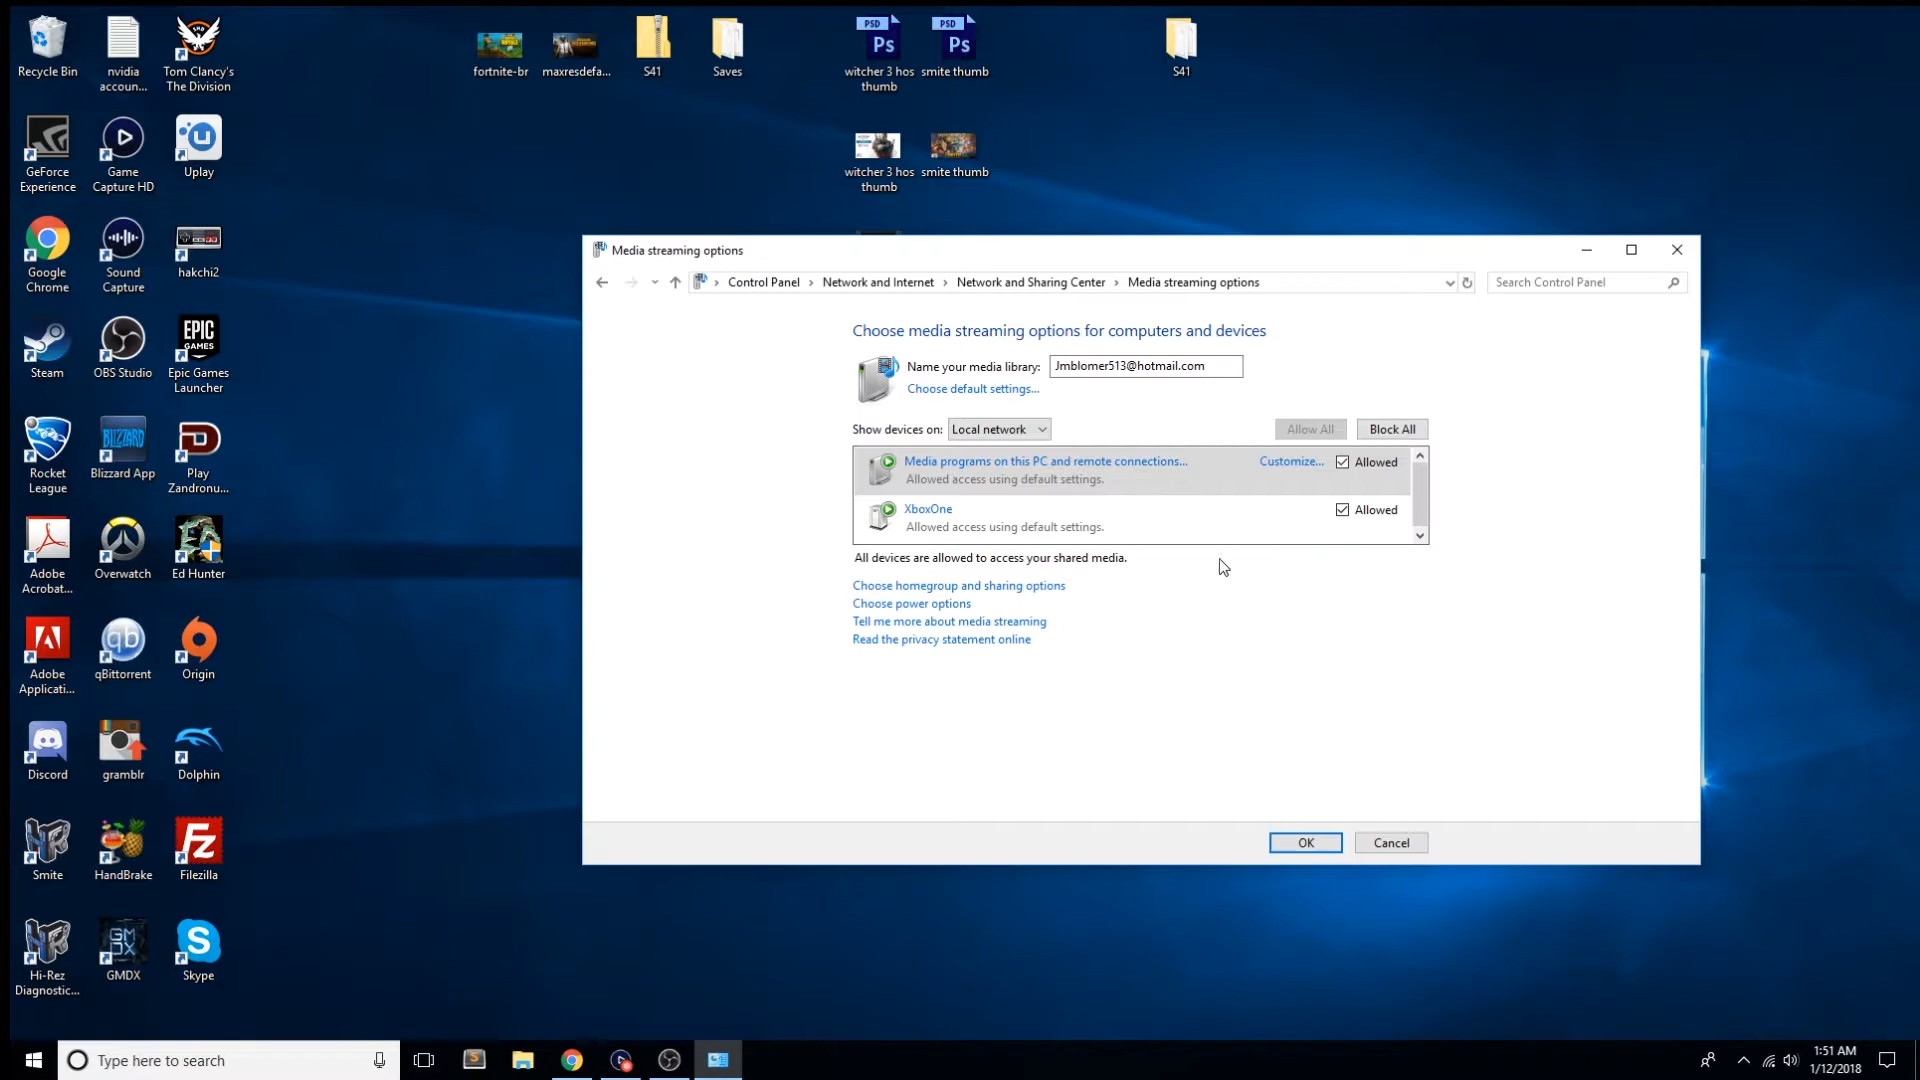 Recycle Bin
nvidia
accoun...
Tom Clancy's
The Division
fortnite-br
maxresdefa...
S41
Saves
PSD
Ps
witcher 3 hos
thumb
PSD
Ps
smite thumb
S41
GeForce
Experience
Game
Capture HD
Uplay
witcher 3 hos
thumb
smite thumb
Google
Chrome
Sound
Capture
hakchi2
Steam
OBS Studio
EPIC
GAMES
Epic Games
Launcher
Rocket
League
BLIZZARD
Blizzard App
Play
Zandronu...
Adobe
Acrobat...
Overwatch
Ed Hunter
Adobe
Applicati...
qb
qBittorrent
Origin
Discord
gramblr
Dolphin
Smite
HandBrake
Fz
Filezilla
Hi-Rez
Diagnostic...
GM
DX
GMDX
S
Skype
Media streaming options
Control Panel > Network and Internet > Network and Sharing Center > Media streaming options
Search Control Panel
Choose media streaming options for computers and devices
Name your media library: Jmblomer513@hotmail.com
Choose default settings...
Show devices on: Local network
Allow All
Block All
Media programs on this PC and remote connections...
Customize...
Allowed
Allowed access using default settings.
XboxOne
Allowed
Allowed access using default settings.
All devices are allowed to access your shared media.
Choose homegroup and sharing options
Choose power options
Tell me more about media streaming
Read the privacy statement online
OK
Cancel
Type here to search
1:51 AM
1/12/2018